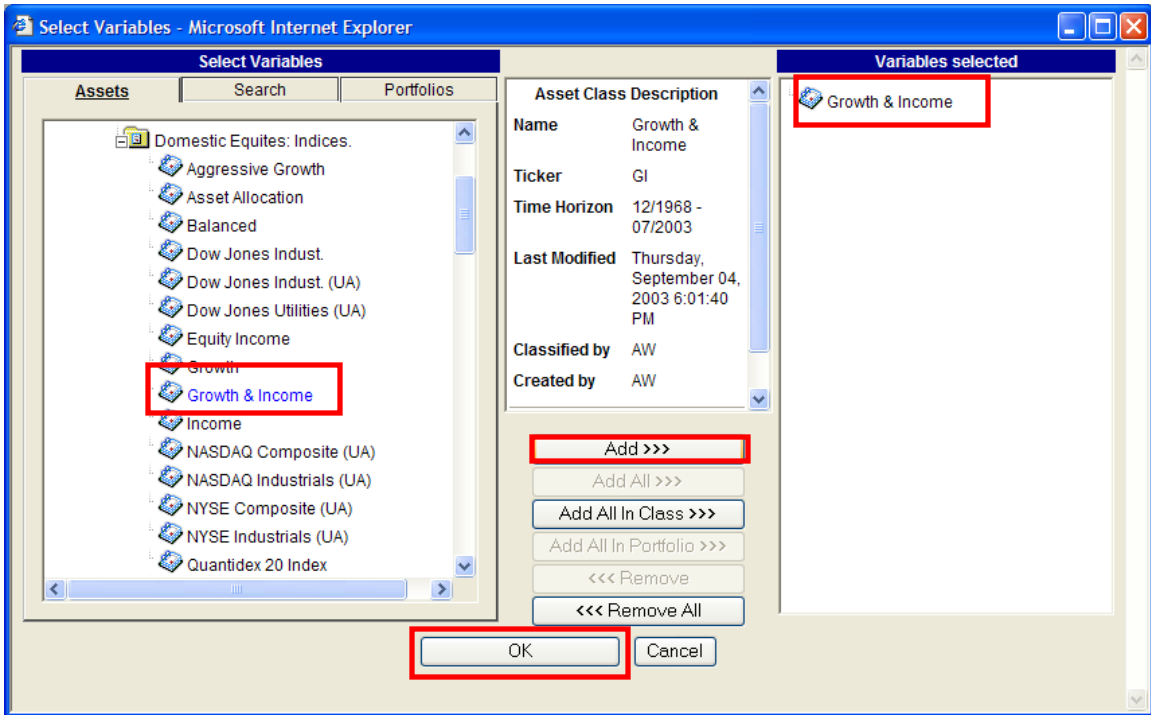 Select Variables - Microsoft Internet Explorer
Select Variables
Assets
Search
Portfolios
Domestic Equites: Indices.
Aggressive Growth
Asset Allocation
Balanced
Dow Jones Indust.
Dow Jones Indust. (UA)
Dow Jones Utilities (UA)
Equity Income
Growth
Growth & Income
Income
NASDAQ Composite (UA)
NASDAQ Industrials (UA)
NYSE Composite (UA)
NYSE Industrials (UA)
Quantidex 20 Index
Asset Class Description
Name Growth &
Income
Ticker GI
Time Horizon 12/1968 -
07/2003
Last Modified Thursday,
September 04,
2003 6:01:40
PM
Classified by AW
Created by AW
Add >>>
Add All >>>
Add All In Class >>>
Add All In Portfolio >>>
<<< Remove
<<< Remove All
Variables selected
Growth & Income
OK
Cancel